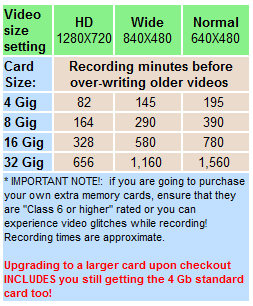 Video size setting HD 1280X720 Wide 840X480 Normal 640X480
Card Size: Recording minutes before over-writing older videos
4 Gig 82 145 195
8 Gig 164 290 390
16 Gig 328 580 780
32 Gig 656 1,160 1,560
* IMPORTANT NOTE!:  if you are going to purchase
your own extra memory cards, ensure that they
are "Class 6 or higher" rated or you can
experience video glitches while recording!
Recording times are approximate.
Upgrading to a larger card upon checkout
INCLUDES you still getting the 4 Gb standard
card too!